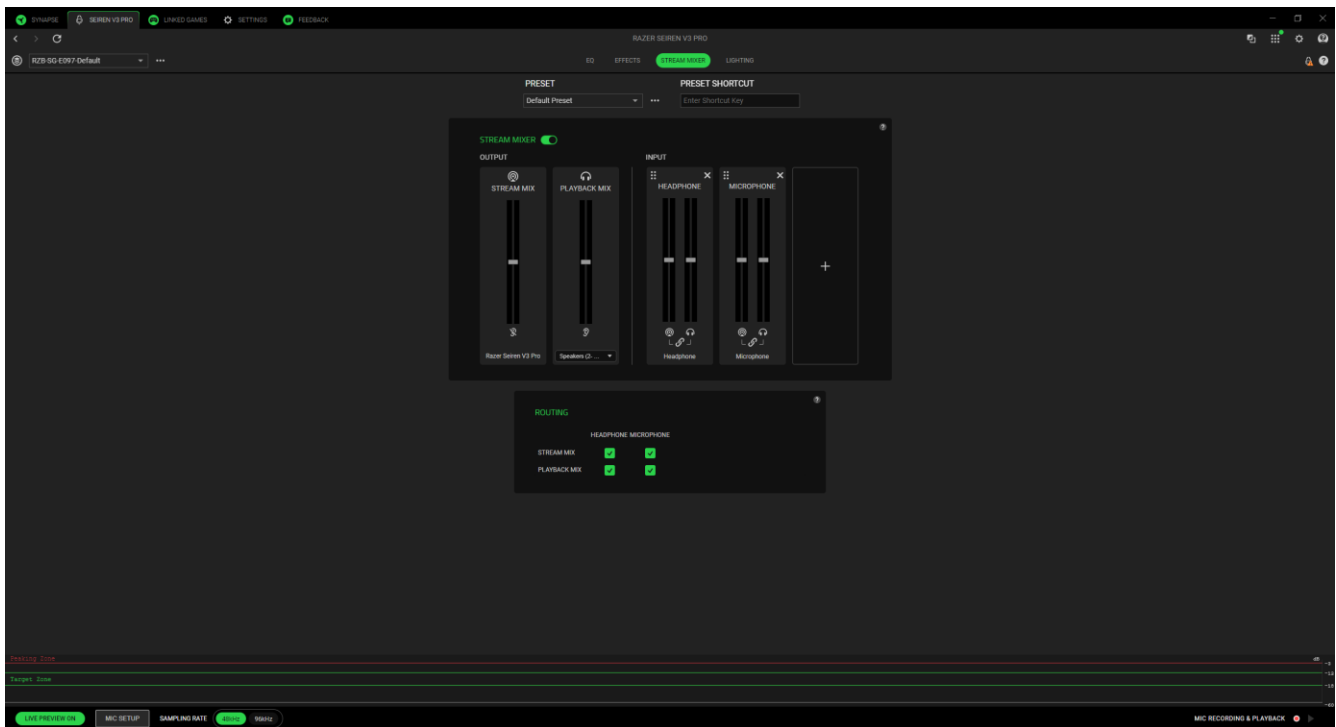 SYNAPSE SEIREN V3 PRO LINKED GAMES SETTINGS FEEDBACK
RAZER SEIREN V3 PRO
RZB-SG-E097-Default EQ EFFECTS STREAM MIXER LIGHTING
PRESET PRESET SHORTCUT
Default Preset Enter Shortcut Key
STREAM MIXER
OUTPUT INPUT
STREAM MIX PLAYBACK MIX HEADPHONE MICROPHONE
Razer Seiren V3 Pro Speakers (2- ... Headphone Microphone
ROUTING
HEADPHONE MICROPHONE
STREAM MIX
PLAYBACK MIX
Peaking Zone dB
Target Zone
LIVE PREVIEW ON MIC SETUP SAMPLING RATE 48kHz 96kHz MIC RECORDING & PLAYBACK